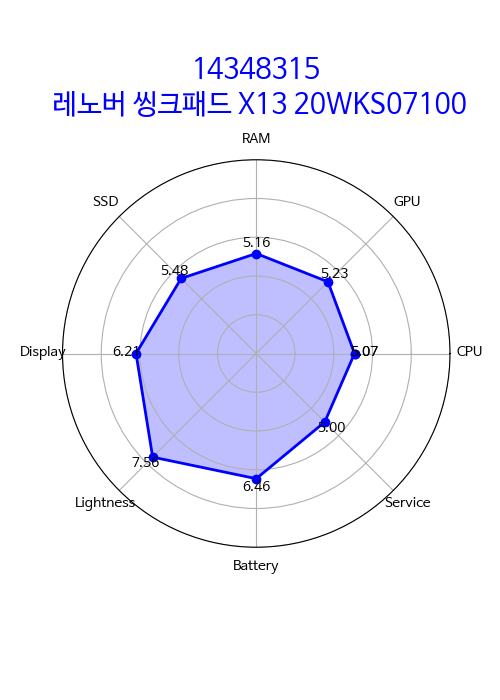 14348315
레노버 씽크패드 X13 20WKS07100
RAM
SSD
GPU
5.16
5.48
5.23
Display
6.21
5.07
CPU
7.56
5.00
6.46
Lightness
Service
Battery